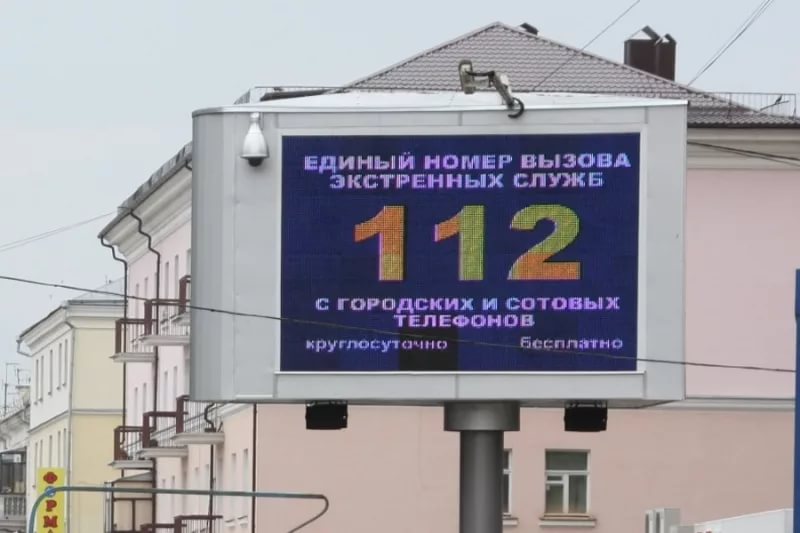 ЕДИНЫЙ НОМЕР ВЫЗОВА
ЭКСТРЕННЫХ СЛУЖБ
112
С ГОРОДСКИХ И СОТОВЫХ
ТЕЛЕФОНОВ
круглосуточно бесплатно